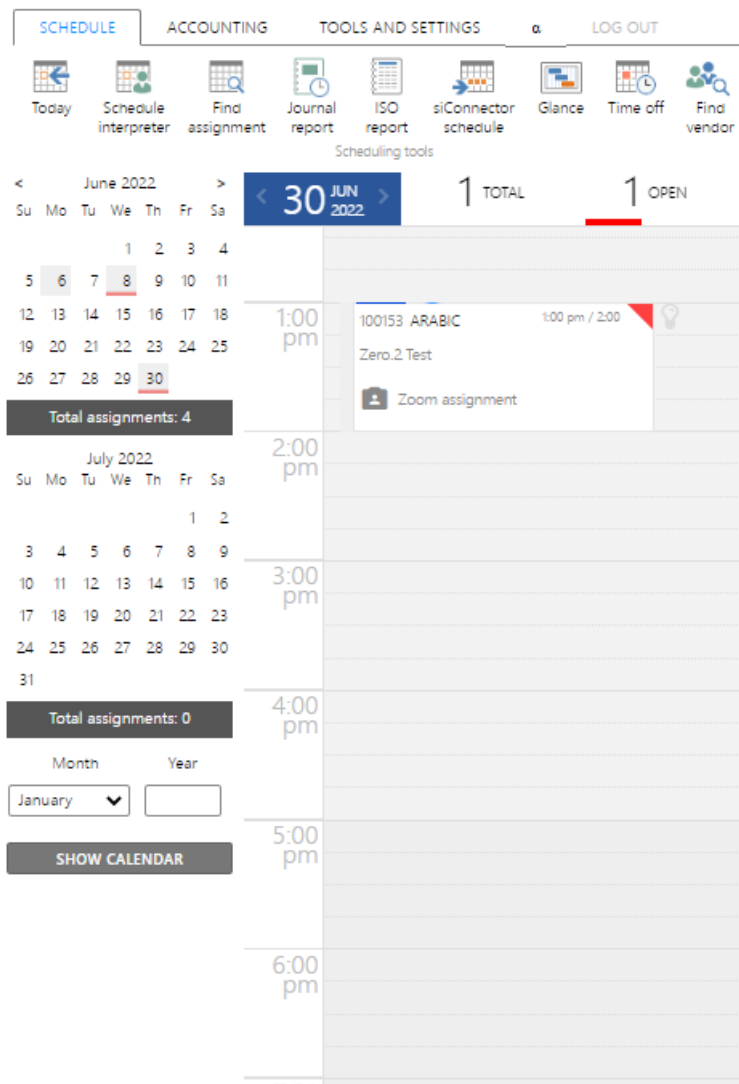 SCHEDULE ACCOUNTING TOOLS AND SETTINGS α LOG OUT
Today
Schedule interpreter
Find assignment
Journal report
ISO report
siConnector schedule
Glance
Time off
Find vendor
Scheduling tools
< June 2022 >
Su Mo Tu We Th Fr Sa
1 2 3 4
5 6 7 8 9 10 11
12 13 14 15 16 17 18
19 20 21 22 23 24 25
26 27 28 29 30
Total assignments: 4
July 2022
Su Mo Tu We Th Fr Sa
1 2
3 4 5 6 7 8 9
10 11 12 13 14 15 16
17 18 19 20 21 22 23
24 25 26 27 28 29 30
31
Total assignments: 0
Month Year
January
SHOW CALENDAR
< 30 JUN 2022 >
1 TOTAL
1 OPEN
1:00 pm
100153 ARABIC 1:00 pm / 2:00
Zero.2 Test
Zoom assignment
2:00 pm
3:00 pm
4:00 pm
5:00 pm
6:00 pm